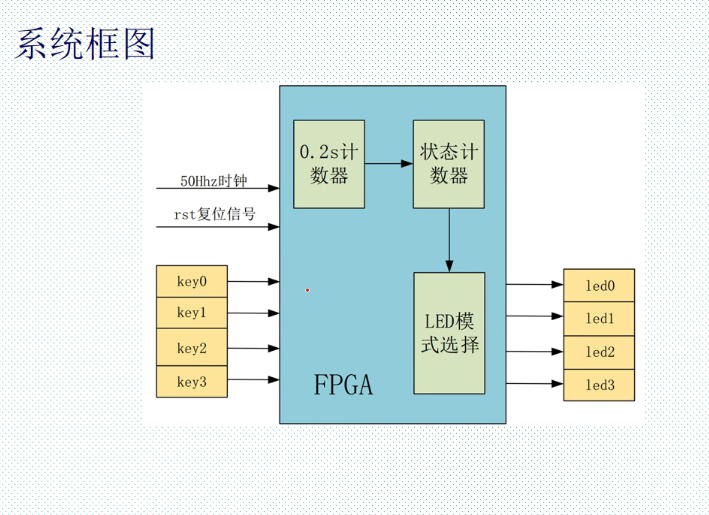 系统框图
0.2s计
数器
状态计
数器
50Hhz时钟
rst复位信号
key0
key1
key2
key3
LED模
式选择
FPGA
led0
led1
led2
led3